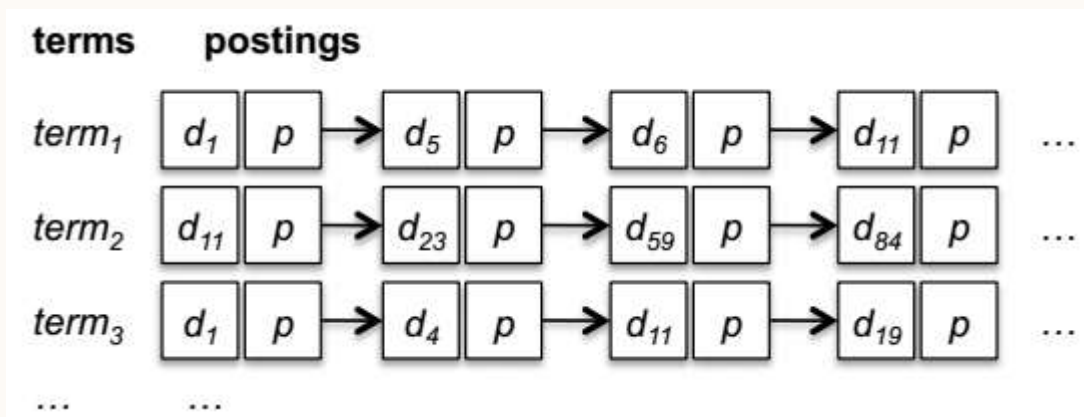 terms postings
term₁ d₁ p d₅ p d₆ p d₁₁ p ...
term₂ d₁₁ p d₂₃ p d₅₉ p d₈₄ p ...
term₃ d₁ p d₄ p d₁₁ p d₁₉ p ...
... ...